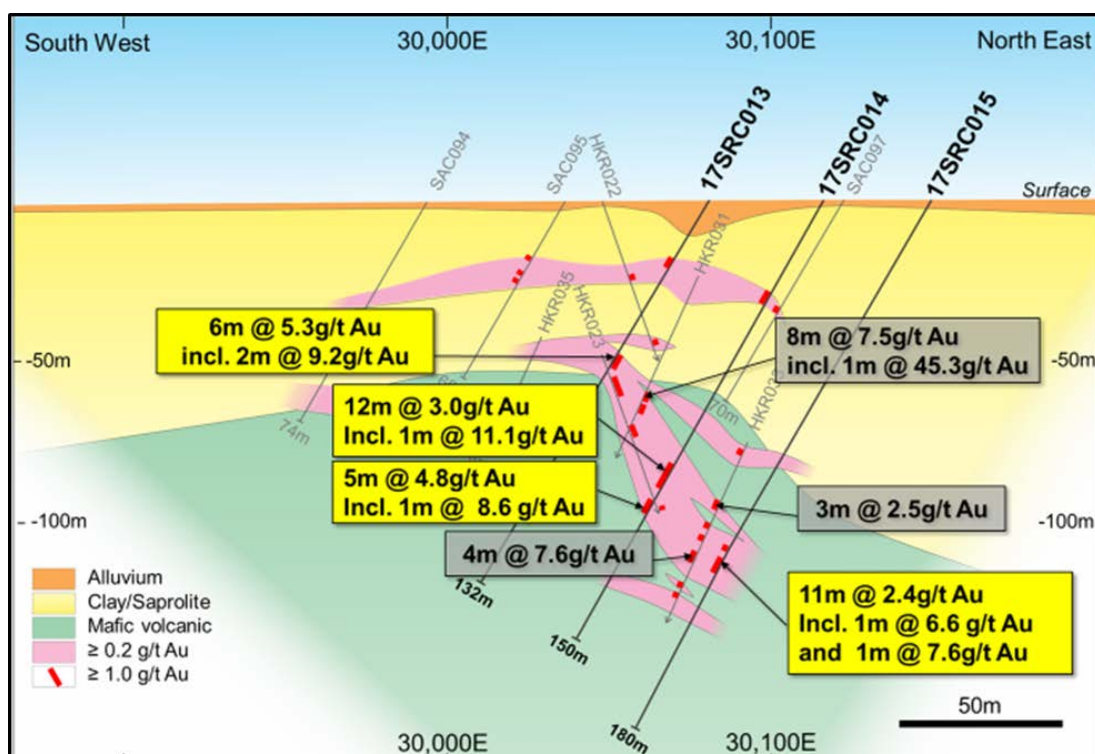 South West
30,000E
30,100E
North East
SAC094
SAC095
HKR022
17SRC013
17SRC014
SAC097
17SRC015
Surface
HKR031
HKR035
HKR023
6m @ 5.3g/t Au
incl. 2m @ 9.2g/t Au
8m @ 7.5g/t Au
incl. 1m @ 45.3g/t Au
-50m
-50m
70m
74m
12m @ 3.0g/t Au
Incl. 1m @ 11.1g/t Au
5m @ 4.8g/t Au
Incl. 1m @ 8.6 g/t Au
3m @ 2.5g/t Au
-100m
-100m
4m @ 7.6g/t Au
132m
150m
180m
11m @ 2.4g/t Au
Incl. 1m @ 6.6 g/t Au
and 1m @ 7.6g/t Au
Alluvium
Clay/Saprolite
Mafic volcanic
≥ 0.2 g/t Au
≥ 1.0 g/t Au
50m
30,000E
30,100E